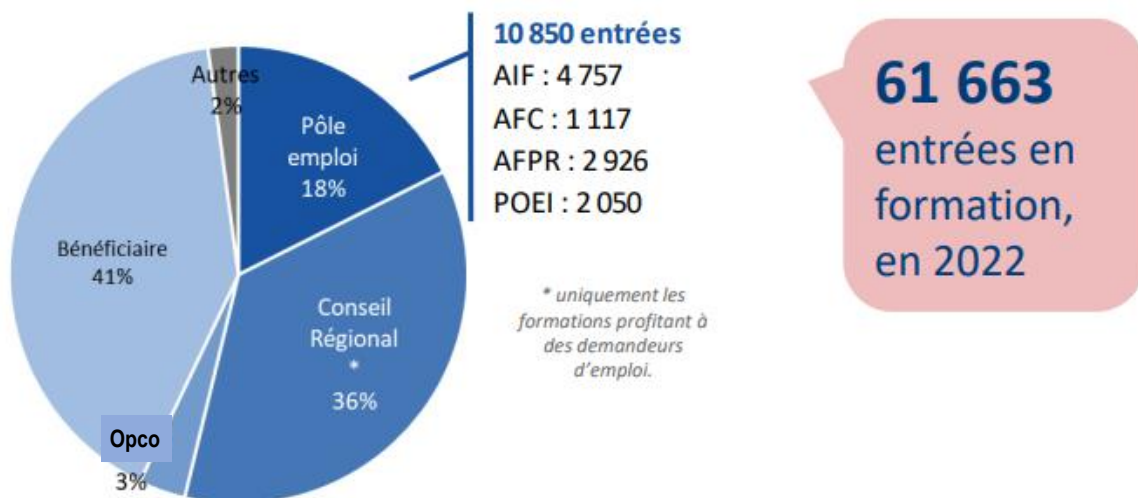 Autres
2%
Pôle
emploi
18%
Bénéficiaire
41%
Conseil
Régional
*
36%
Opco
3%
10 850 entrées
AIF : 4 757
AFC : 1 117
AFPR : 2 926
POEI : 2 050
* uniquement les
formations profitant à
des demandeurs
d’emploi.
61 663
entrées en
formation,
en 2022